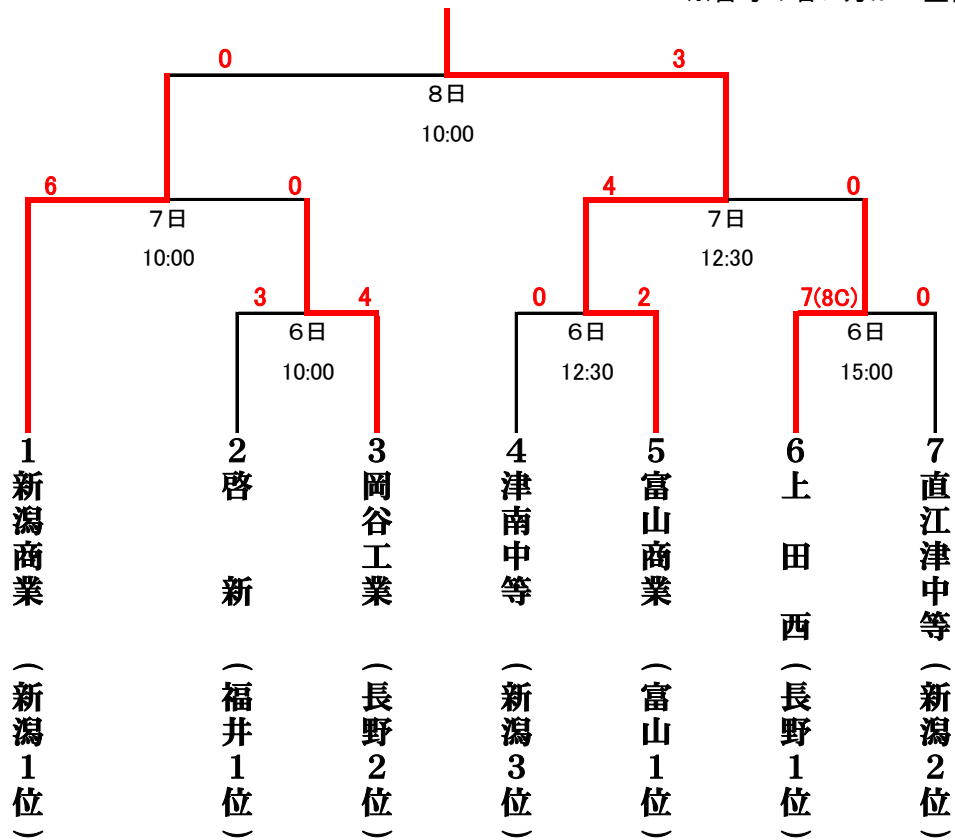 0 3
8日
10:00
6 0 4 0
7日 7日
10:00 12:30
3 4 0 2 7(8C) 0
6日 6日 6日
10:00 12:30 15:00
1 新潟商業 (新潟1位)
2 啓新 (福井1位)
3 岡谷工業 (長野2位)
4 津南中等 (新潟3位)
5 富山商業 (富山1位)
6 上田西 (長野1位)
7 直江津中等 (新潟2位)